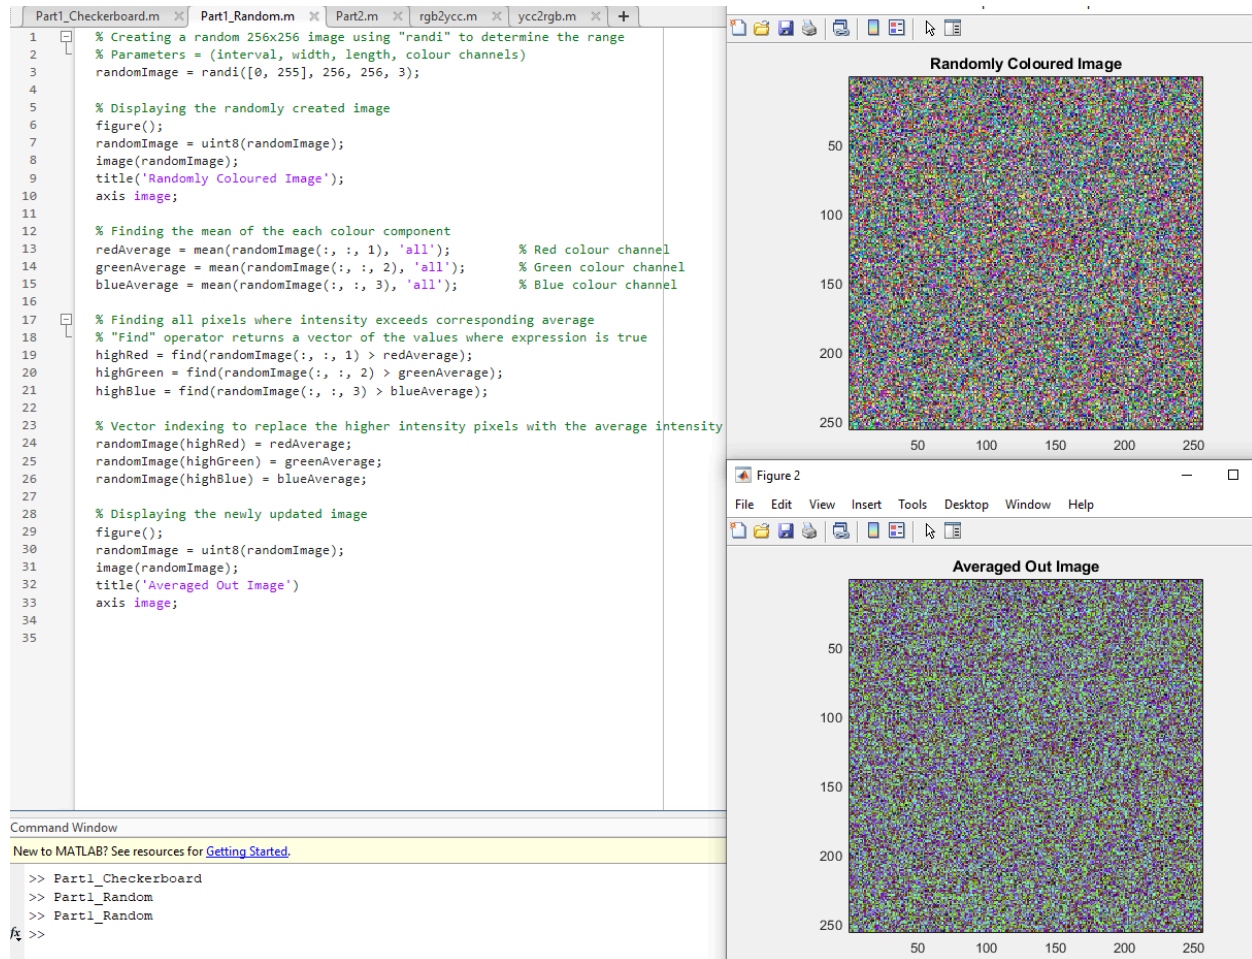 Part1_Checkerboard.m × Part1_Random.m × Part2.m × rgb2ycc.m × ycc2rgb.m × +
1 % Creating a random 256x256 image using "randi" to determine the range
2 % Parameters = (interval, width, length, colour channels)
3 randomImage = randi([0, 255], 256, 256, 3);
4
5 % Displaying the randomly created image
6 figure();
7 randomImage = uint8(randomImage);
8 image(randomImage);
9 title('Randomly Coloured Image');
10 axis image;
11
12 % Finding the mean of the each colour component
13 redAverage = mean(randomImage(:, :, 1), 'all'); % Red colour channel
14 greenAverage = mean(randomImage(:, :, 2), 'all'); % Green colour channel
15 blueAverage = mean(randomImage(:, :, 3), 'all'); % Blue colour channel
16
17 % Finding all pixels where intensity exceeds corresponding average
18 % "Find" operator returns a vector of the values where expression is true
19 highRed = find(randomImage(:, :, 1) > redAverage);
20 highGreen = find(randomImage(:, :, 2) > greenAverage);
21 highBlue = find(randomImage(:, :, 3) > blueAverage);
22
23 % Vector indexing to replace the higher intensity pixels with the average intensity
24 randomImage(highRed) = redAverage;
25 randomImage(highGreen) = greenAverage;
26 randomImage(highBlue) = blueAverage;
27
28 % Displaying the newly updated image
29 figure();
30 randomImage = uint8(randomImage);
31 image(randomImage);
32 title('Averaged Out Image')
33 axis image;
34
35
Command Window
New to MATLAB? See resources for Getting Started.
>> Part1_Checkerboard
>> Part1_Random
>> Part1_Random
fx >>
Randomly Coloured Image
50
100
150
200
250
50 100 150 200 250
Figure 2
File Edit View Insert Tools Desktop Window Help
Averaged Out Image
50
100
150
200
250
50 100 150 200 250